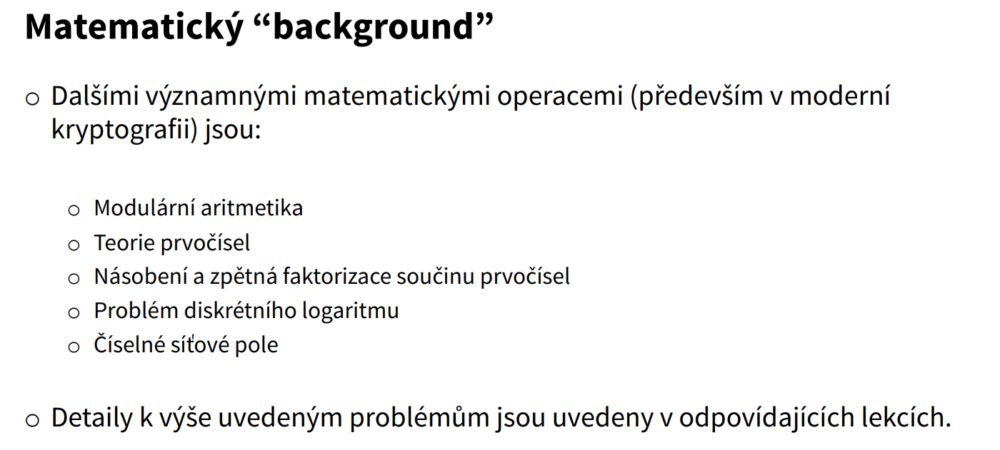 Matematický “background”
○ Dalšími významnými matematickými operacemi (především v moderní
kryptografii) jsou:
○ Modulární aritmetika
○ Teorie prvočísel
○ Násobení a zpětná faktorizace součinu prvočísel
○ Problém diskrétního logaritmu
○ Číselné síťové pole
○ Detaily k výše uvedeným problémům jsou uvedeny v odpovídajících lekcích.